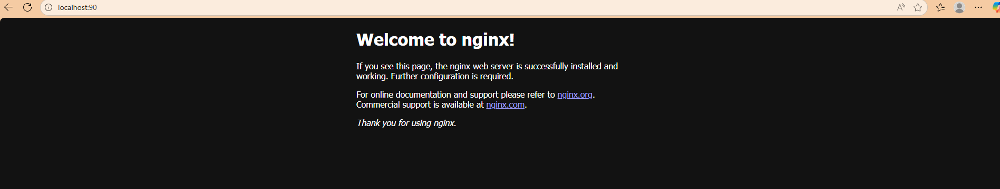 localhost:90
Welcome to nginx!
If you see this page, the nginx web server is successfully installed and
working. Further configuration is required.
For online documentation and support please refer to nginx.org.
Commercial support is available at nginx.com.
Thank you for using nginx.